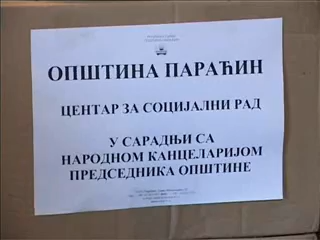 ОПШТИНА ПАРАЋИН
ЦЕНТАР ЗА СОЦИЈАЛНИ РАД
У САРАДЊИ СА
НАРОДНОМ КАНЦЕЛАРИЈОМ
ПРЕДСЕДНИКА ОПШТИНЕ